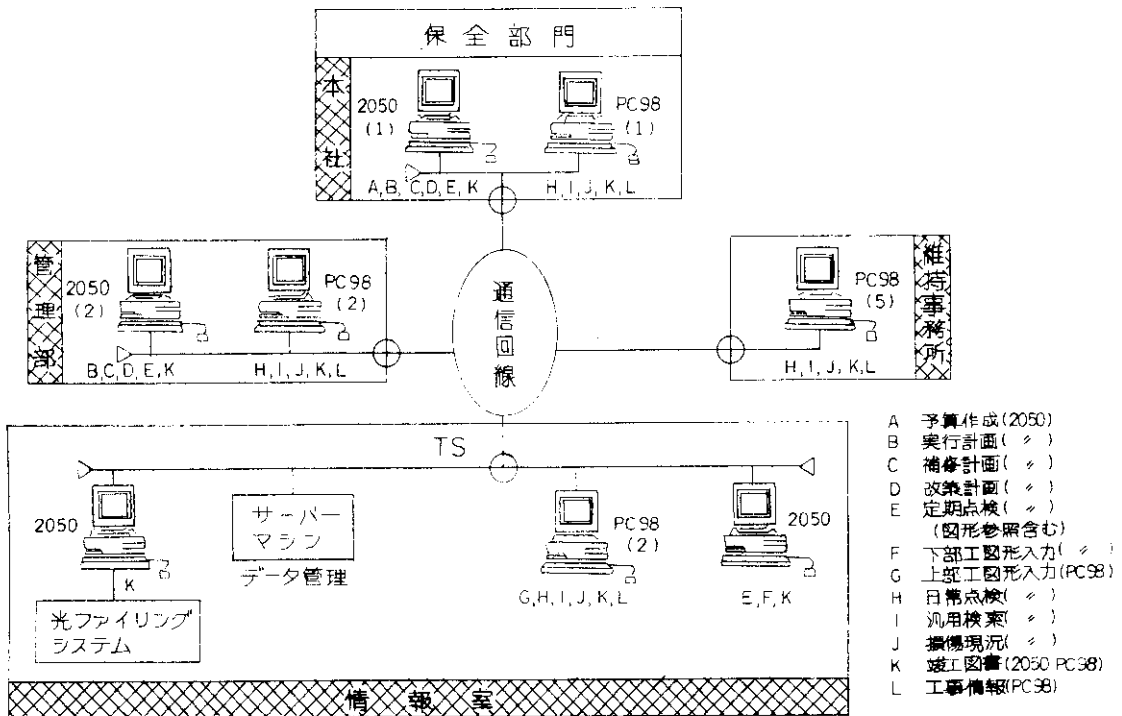 保全部門
本社
2050
(1)
PC98
(1)
A,B,C,D,E,K
H,I,J,K,L
管理部
2050
(2)
PC98
(2)
B,C,D,E,K
H,I,J,K,L
通信回線
維持事務所
PC98
(5)
H,I,J,K,L
TS
2050
K
光ファイリング
システム
サーバー
マシン
データ管理
PC98
(2)
G,H,I,J,K,L
2050
E,F,K
情報室
A 予算作成(2050)
B 実行計画( 〃 )
C 補修計画( 〃 )
D 改築計画( 〃 )
E 定期点検( 〃 )
(図形参照含む)
F 下部工図形入力( 〃 )
G 上部工図形入力(PC98)
H 日常点検( 〃 )
I 汎用検索( 〃 )
J 損傷現況( 〃 )
K 竣工図書(2050 PC98)
L 工事情報(PC98)